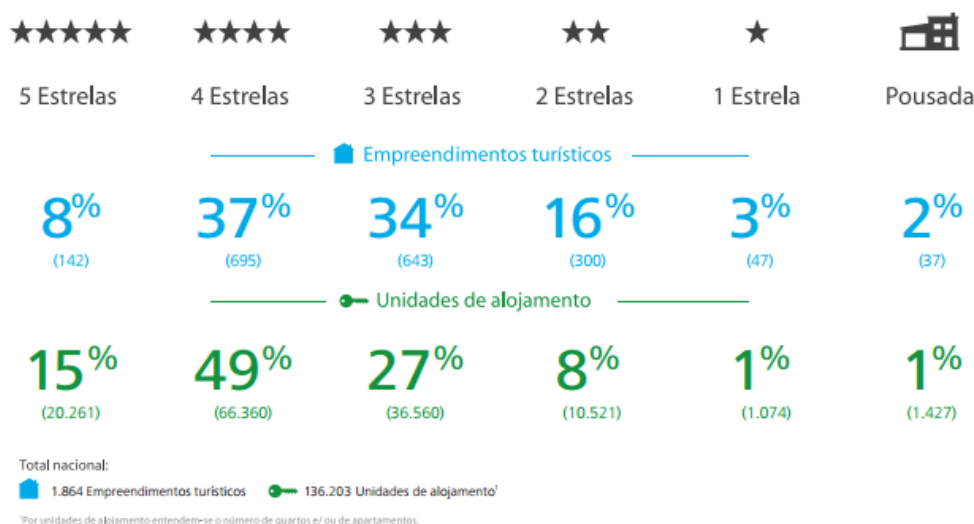 5 Estrelas 4 Estrelas 3 Estrelas 2 Estrelas 1 Estrela Pousada
Empreendimentos turísticos
8% 37% 34% 16% 3% 2%
(142) (695) (643) (300) (47) (37)
Unidades de alojamento
15% 49% 27% 8% 1% 1%
(20.261) (66.360) (36.560) (10.521) (1.074) (1.427)
Total nacional:
1.864 Empreendimentos turísticos 136.203 Unidades de alojamento¹
¹Por unidades de alojamento entendem-se o número de quartos e/ ou de apartamentos.